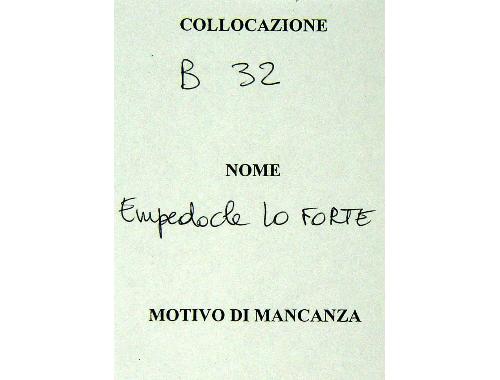 COLLOCAZIONE
B 32
NOME
Empedocle Lo FORTE
MOTIVO DI MANCANZA